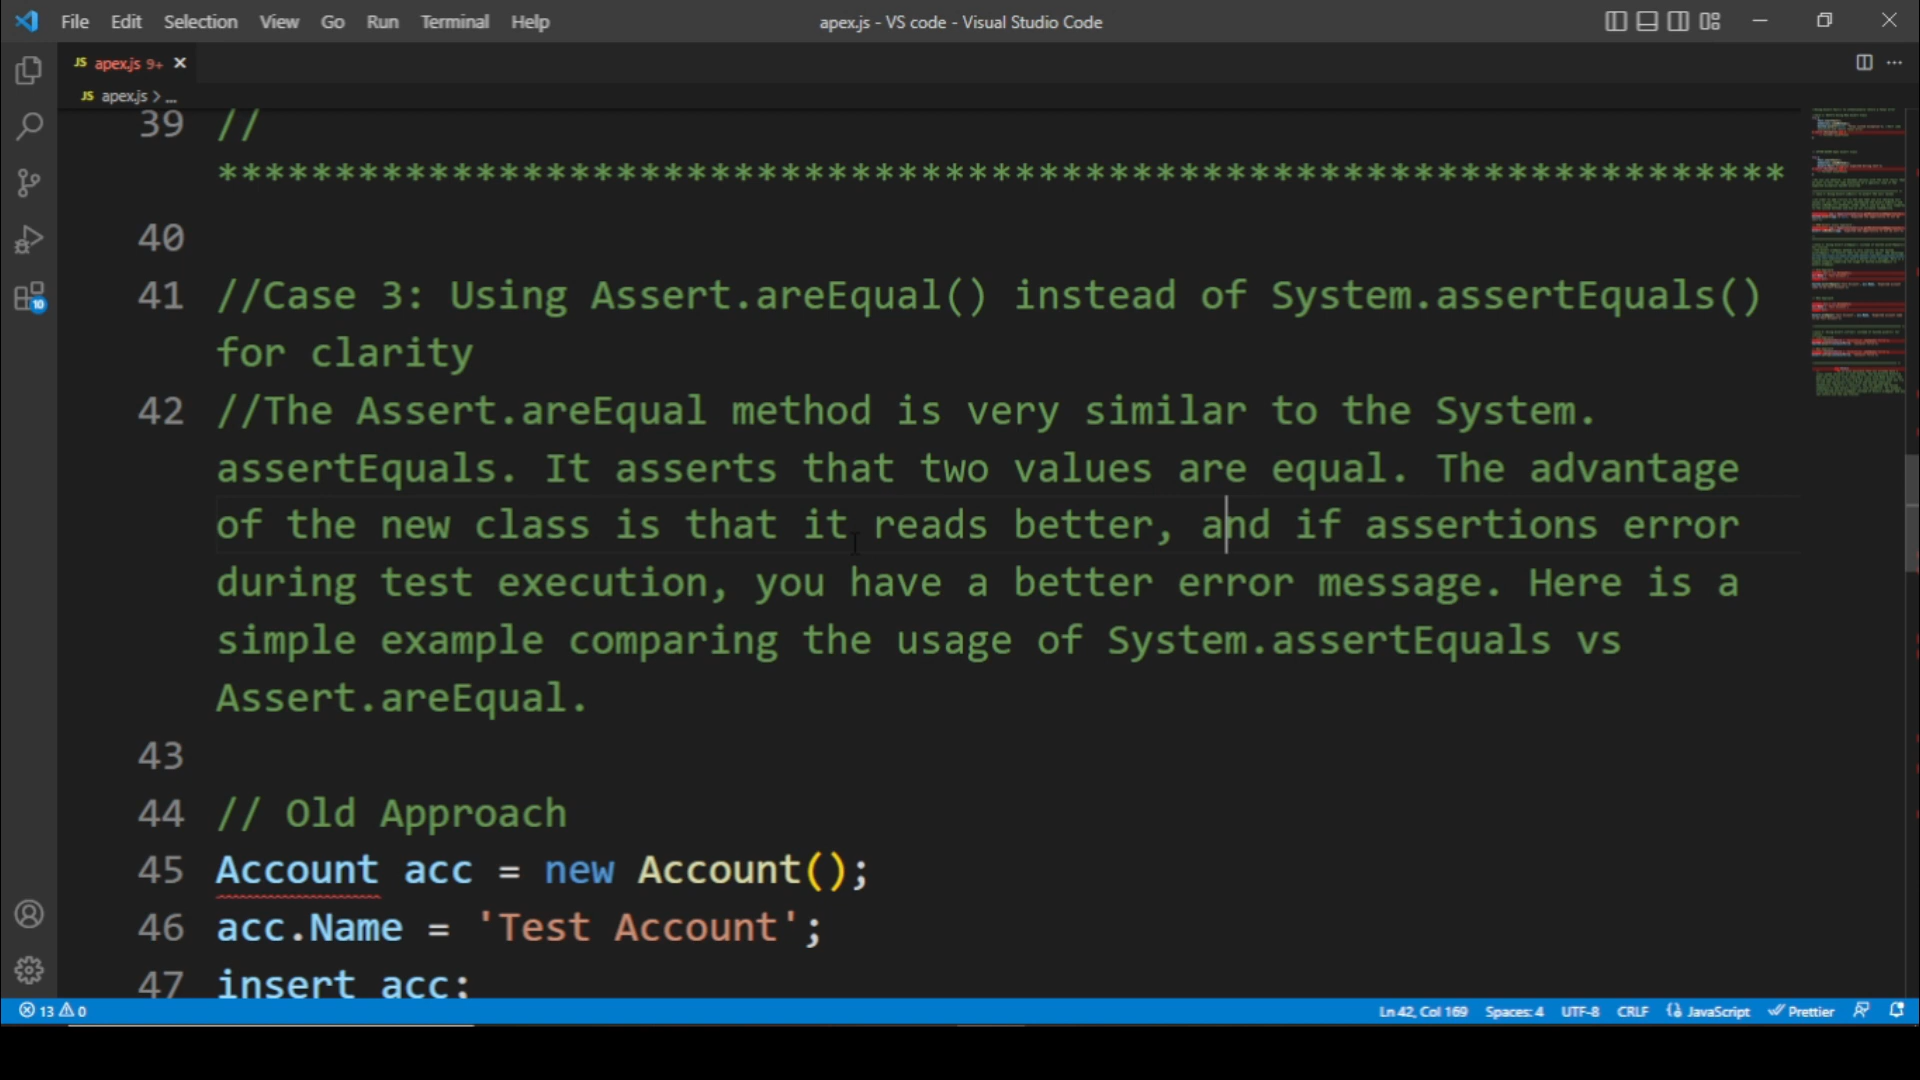 File Edit Selection View Go Run Terminal Help apex.js - VS code - Visual Studio Code
JS apex.js 9+
JS apex.js > ...
39 //
*******************************************************************
40
41 //Case 3: Using Assert.areEqual() instead of System.assertEquals()
for clarity
42 //The Assert.areEqual method is very similar to the System.
assertEquals. It asserts that two values are equal. The advantage
of the new class is that it reads better, and if assertions error
during test execution, you have a better error message. Here is a
simple example comparing the usage of System.assertEquals vs
Assert.areEqual.
43
44 // Old Approach
45 Account acc = new Account();
46 acc.Name = 'Test Account';
47 insert acc;
10
13 0 Ln 42, Col 169 Spaces: 4 UTF-8 CRLF JavaScript Prettier